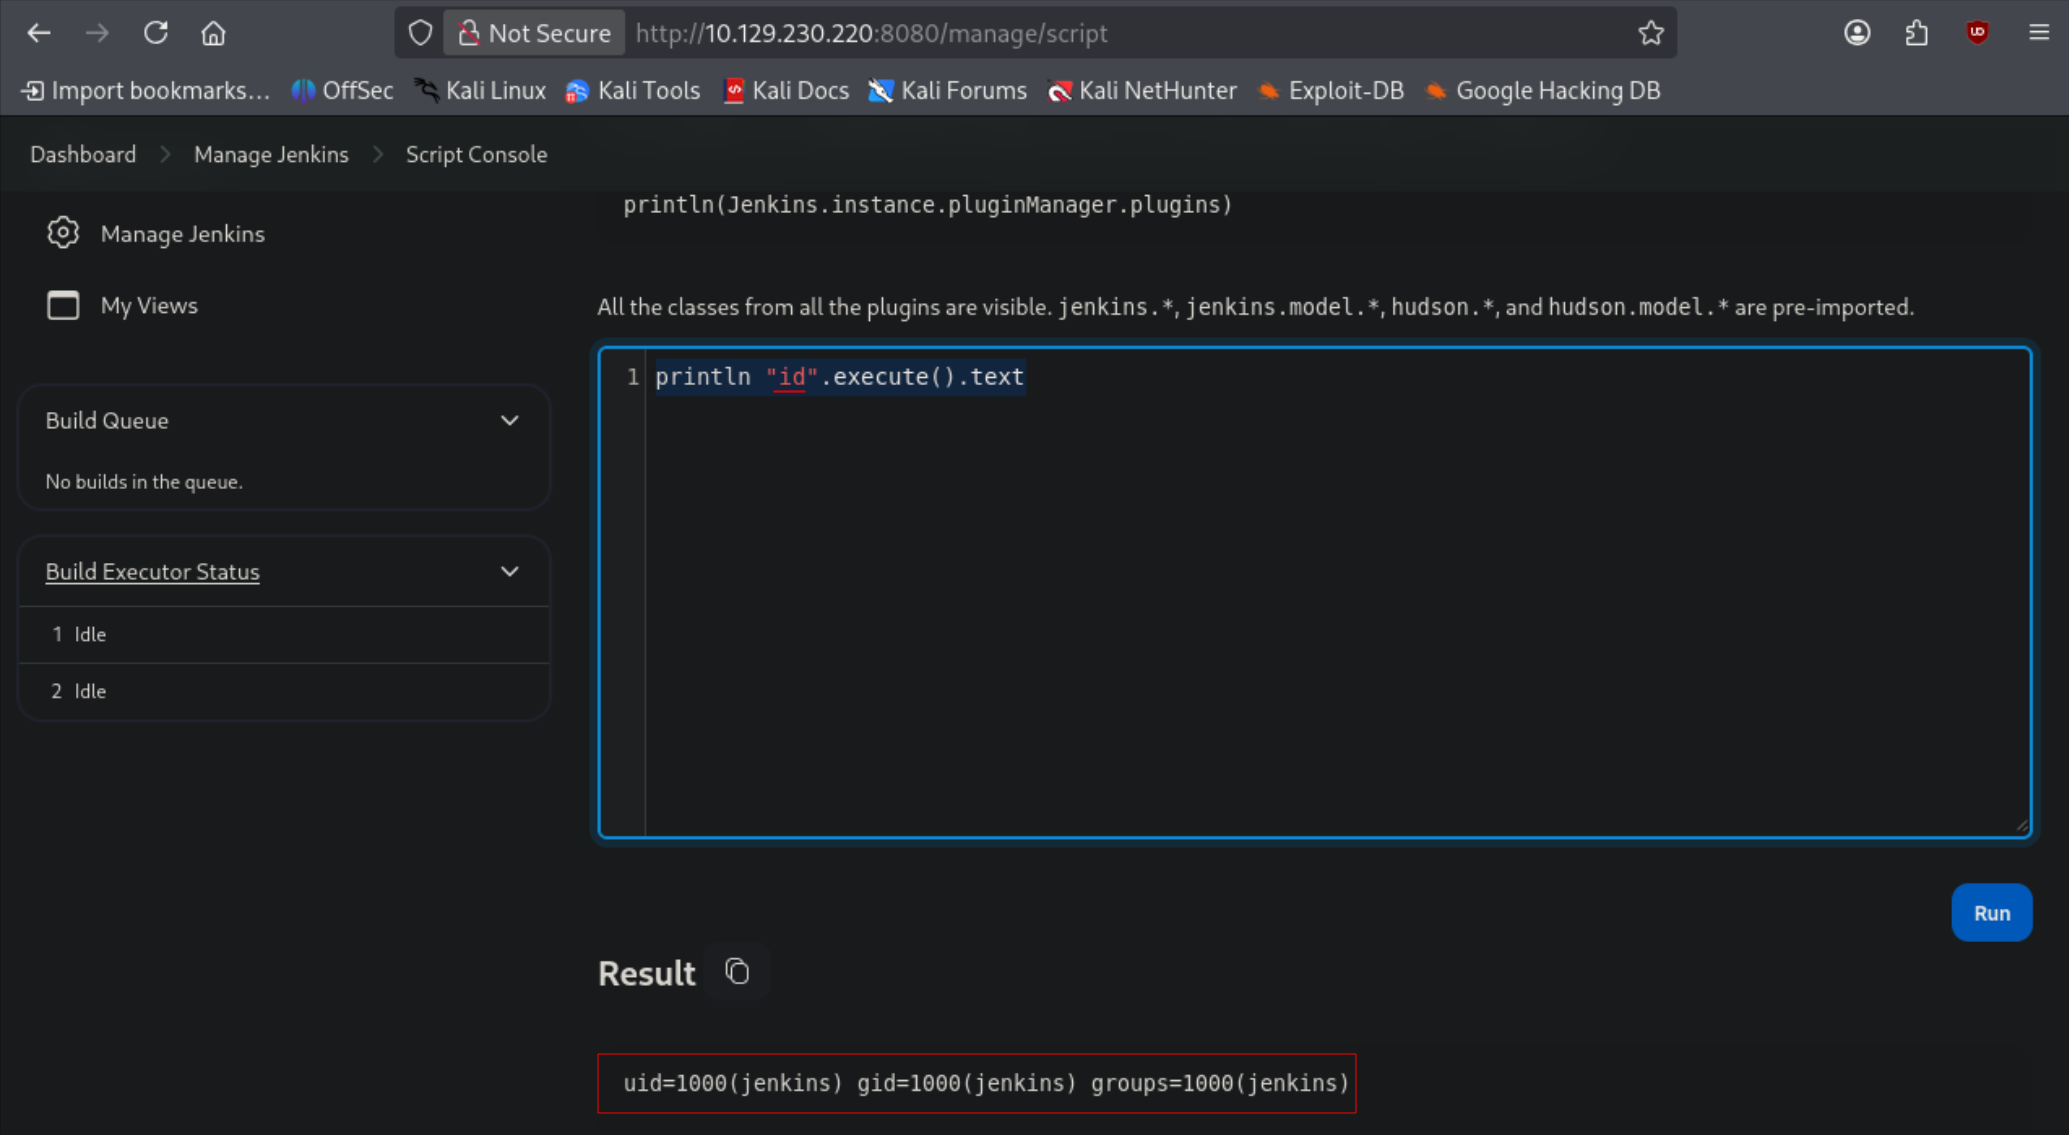 Not Secure http://10.129.230.220:8080/manage/script
Import bookmarks... OffSec Kali Linux Kali Tools Kali Docs Kali Forums Kali NetHunter Exploit-DB Google Hacking DB
Dashboard Manage Jenkins Script Console
println(Jenkins.instance.pluginManager.plugins)
Manage Jenkins
My Views
All the classes from all the plugins are visible. jenkins.*, jenkins.model.*, hudson.*, and hudson.model.* are pre-imported.
1 println "id".execute().text
Build Queue
No builds in the queue.
Build Executor Status
1 Idle
2 Idle
Run
Result
uid=1000(jenkins) gid=1000(jenkins) groups=1000(jenkins)